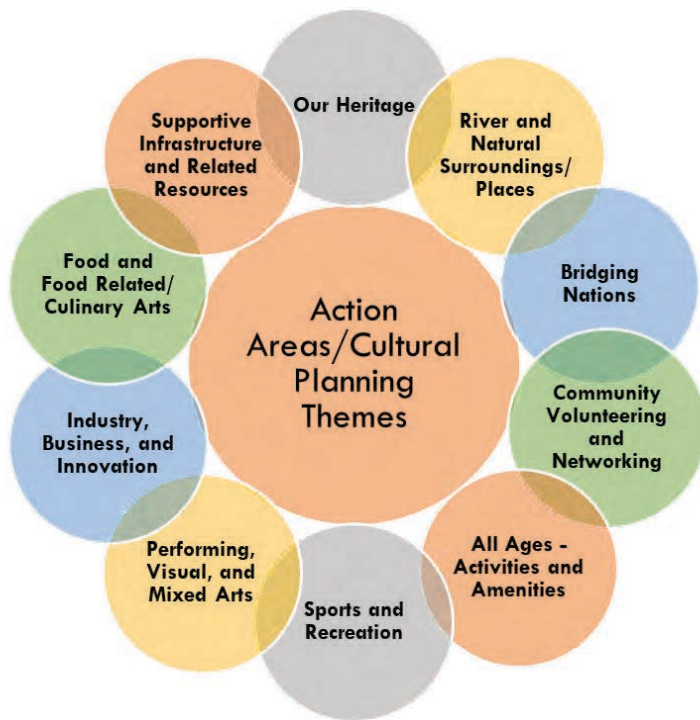 Our Heritage
River and
Natural
Surroundings/
Places
Bridging
Nations
Community
Volunteering
and
Networking
All Ages -
Activities and
Amenities
Sports and
Recreation
Performing,
Visual, and
Mixed Arts
Industry,
Business, and
Innovation
Food and
Food Related/
Culinary Arts
Supportive
Infrastructure
and Related
Resources
Action
Areas/Cultural
Planning
Themes